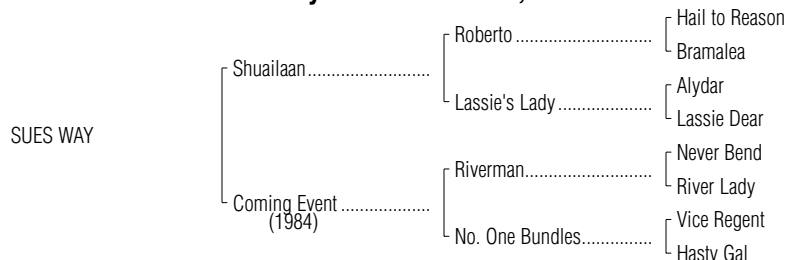 Hail to Reason
Roberto
Bramalea
Shuailaan
Alydar
Lassie's Lady
Lassie Dear
SUES WAY
Never Bend
Riverman
River Lady
Coming Event
(1984)
Vice Regent
No. One Bundles
Hasty Gal